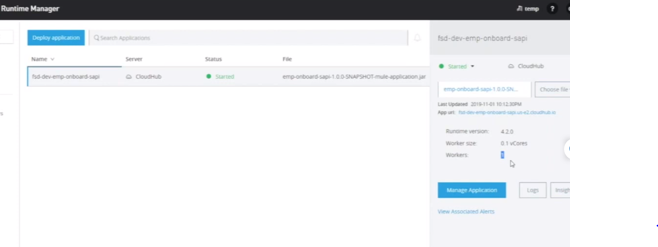 Runtime Manager
temp ?
Deploy application
Search Applications
fsd-dev-emp-onboard-sapi
Name Server Status File
fsd-dev-emp-onboard-sapi CloudHub Started emp-onboard-sapi-1.0.0-SNAPSHOT-mule-application.jar
Started CloudHub
emp-onboard-sapi-1.0.0-SN... Choose file
Last Updated 2019-11-01 10:12:30PM
App url: fsd-dev-emp-onboard-sapi.us-e2.cloudhub.io
Runtime version: 4.2.0
Worker size: 0.1 vCores
Workers
Manage Application Logs Insigh
View Associated Alerts